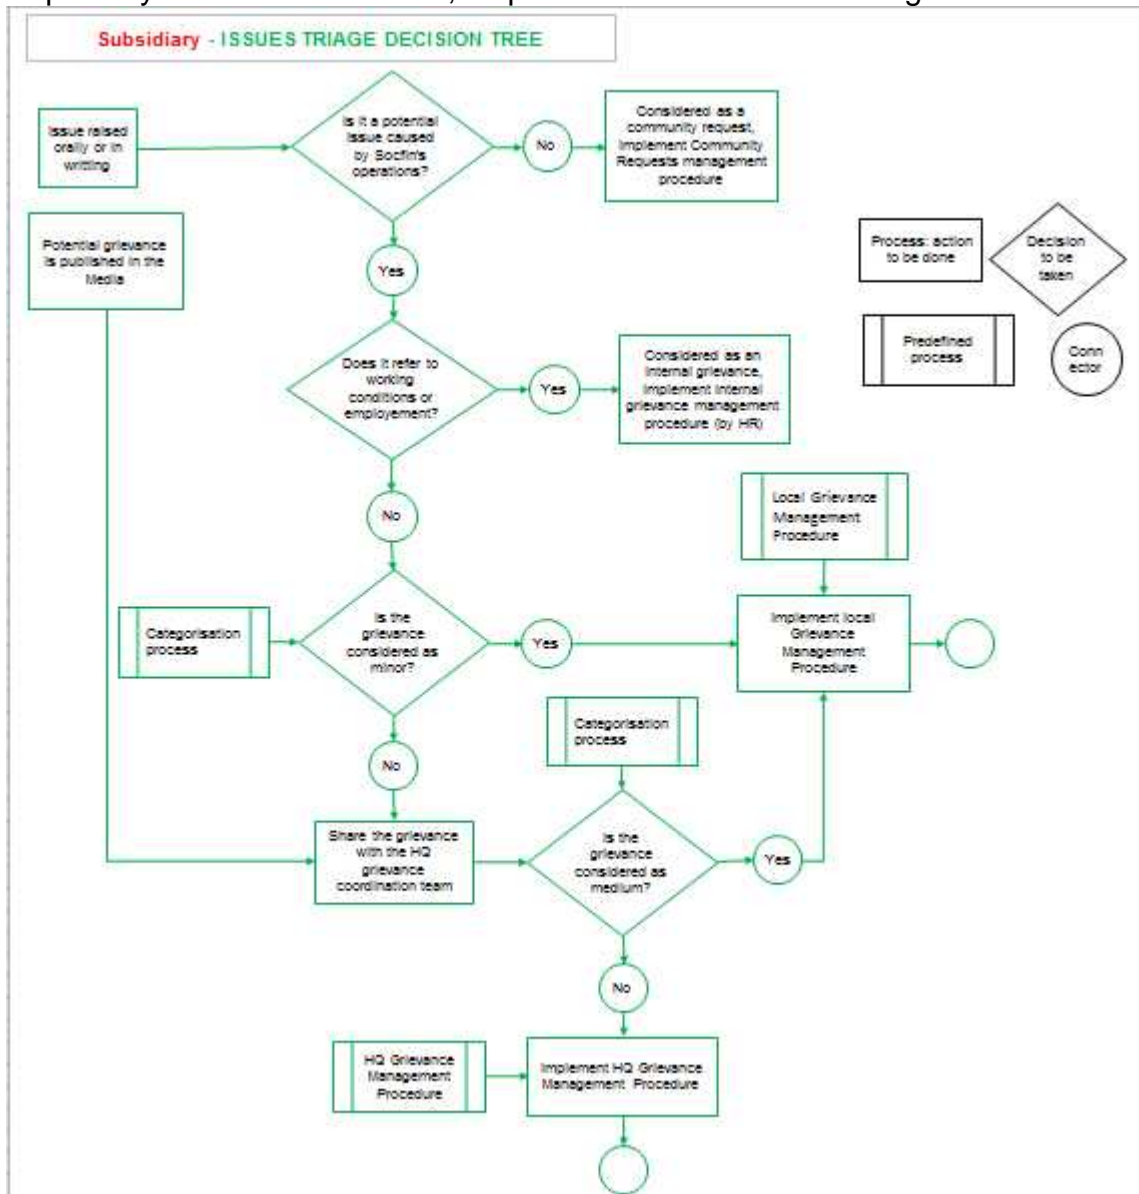 Subsidiary - ISSUES TRIAGE DECISION TREE
Issue raised
orally or in
writting
Is it a potential
issue caused
by Socfin's
operations?
No
Considered as a
community request,
Implement Community
Requests management
procedure
Potential grievance
is published in the
Media
Yes
Process: action
to be done
Decision
to be
taken
Predefined
process
Conn
ector
Does it refer to
working
conditions or
employement?
Yes
Considered as an
internal grievance,
Implement Internal
grievance management
procedure (by HR)
No
Local Grievance
Management
Procedure
Categorisation
process
Is the
grievance
considered as
minor?
Yes
Implement local
Grievance
Management
Procedure
No
Categorisation
process
Share the grievance
with the HQ
grievance
coordination team
Is the
grievance
considered as
medium?
Yes
No
HQ Grievance
Management
Procedure
Implement HQ Grievance
Management Procedure